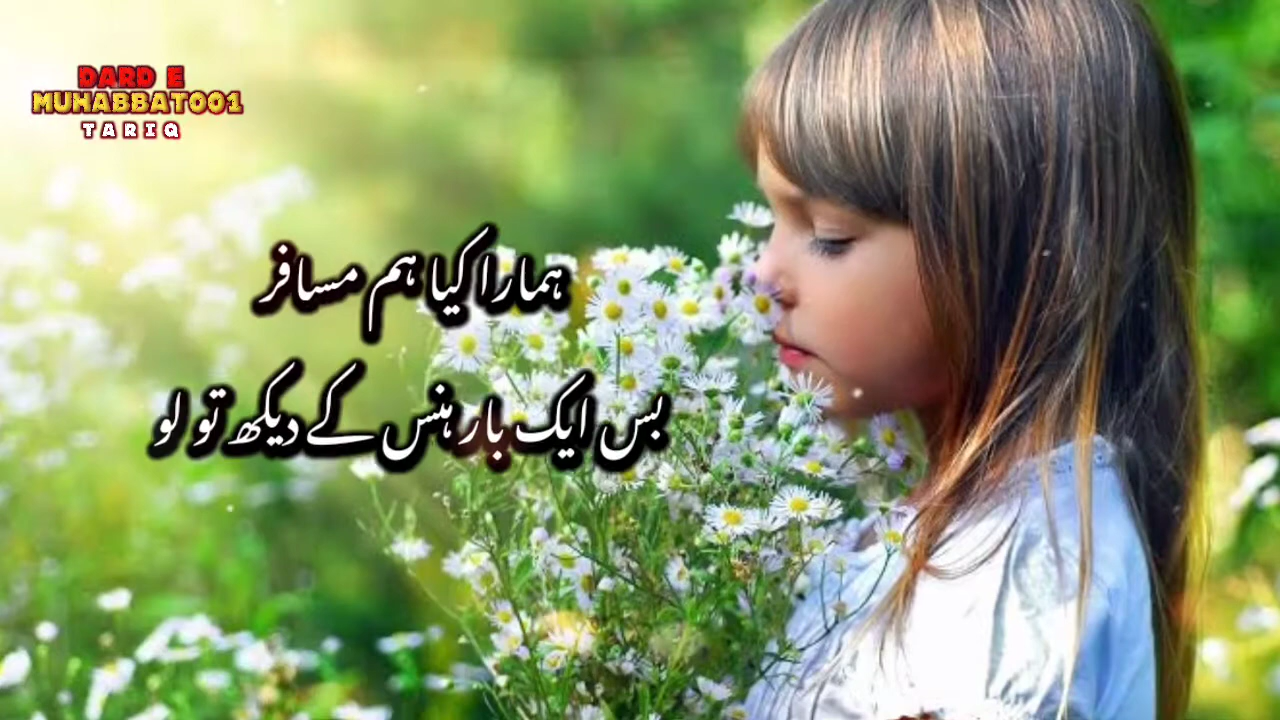 DARD E
MUHABBAT001
TARIQ
ہمارا کیا ہم مسافر
بس ایک بار ہنس کے دیکھ تو لو